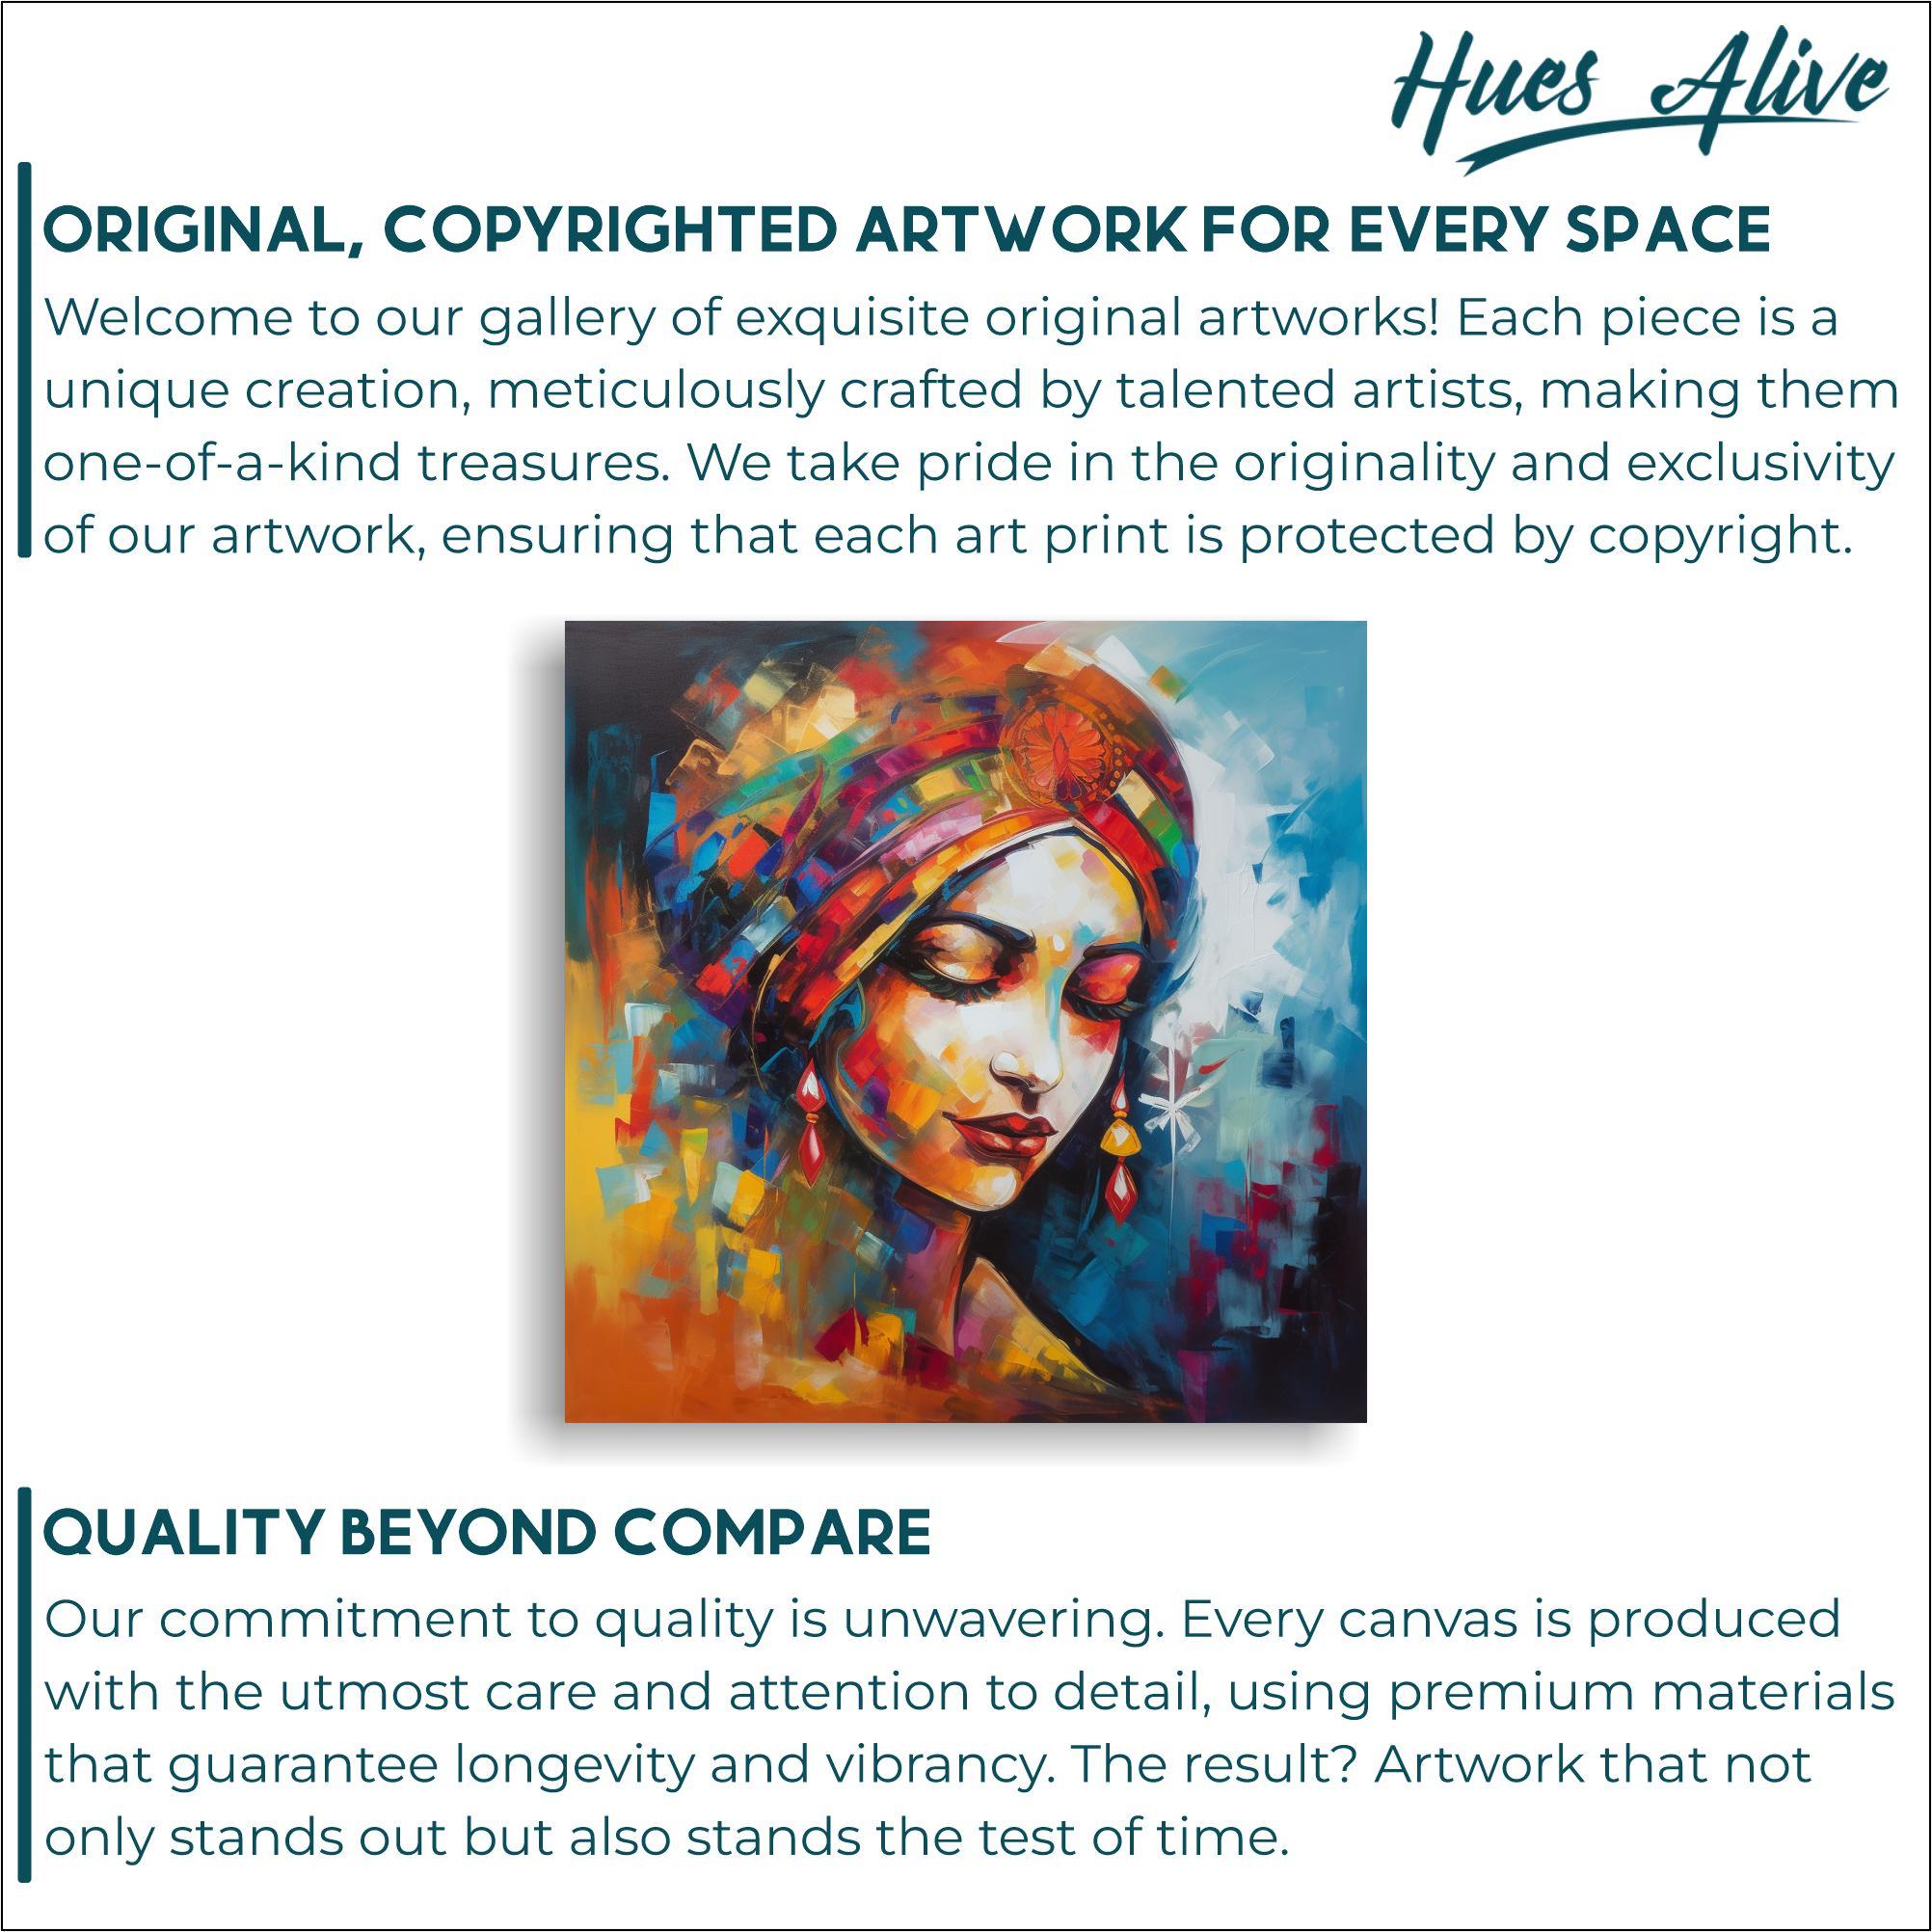 Hues Alive
ORIGINAL, COPYRIGHTED ARTWORK FOR EVERY SPACE
Welcome to our gallery of exquisite original artworks! Each piece is a
unique creation, meticulously crafted by talented artists, making them
one-of-a-kind treasures. We take pride in the originality and exclusivity
of our artwork, ensuring that each art print is protected by copyright.
QUALITY BEYOND COMPARE
Our commitment to quality is unwavering. Every canvas is produced
with the utmost care and attention to detail, using premium materials
that guarantee longevity and vibrancy. The result? Artwork that not
only stands out but also stands the test of time.